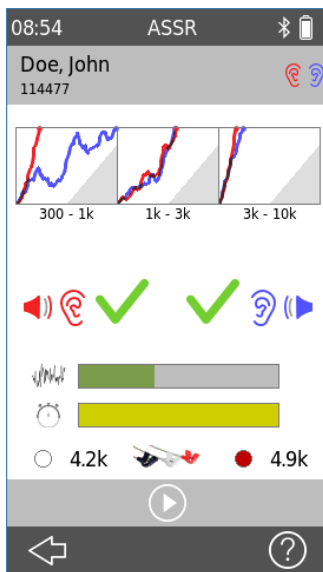 08:54 ASSR
Doe, John
114477
300 - 1k 1k - 3k 3k - 10k
4.2k 4.9k
?